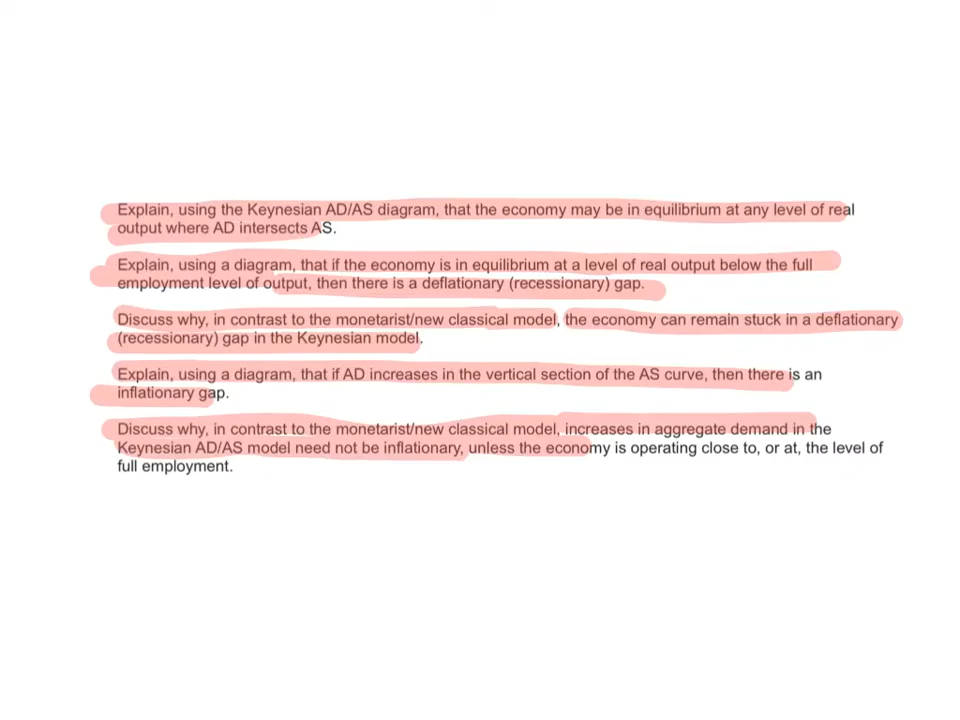 Explain, using the Keynesian AD/AS diagram, that the economy may be in equilibrium at any level of real
output where AD intersects AS.
Explain, using a diagram, that if the economy is in equilibrium at a level of real output below the full
employment level of output, then there is a deflationary (recessionary) gap.
Discuss why, in contrast to the monetarist/new classical model, the economy can remain stuck in a deflationary
(recessionary) gap in the Keynesian model.
Explain, using a diagram, that if AD increases in the vertical section of the AS curve, then there is an
inflationary gap.
Discuss why, in contrast to the monetarist/new classical model, increases in aggregate demand in the
Keynesian AD/AS model need not be inflationary, unless the economy is operating close to, or at, the level of
full employment.